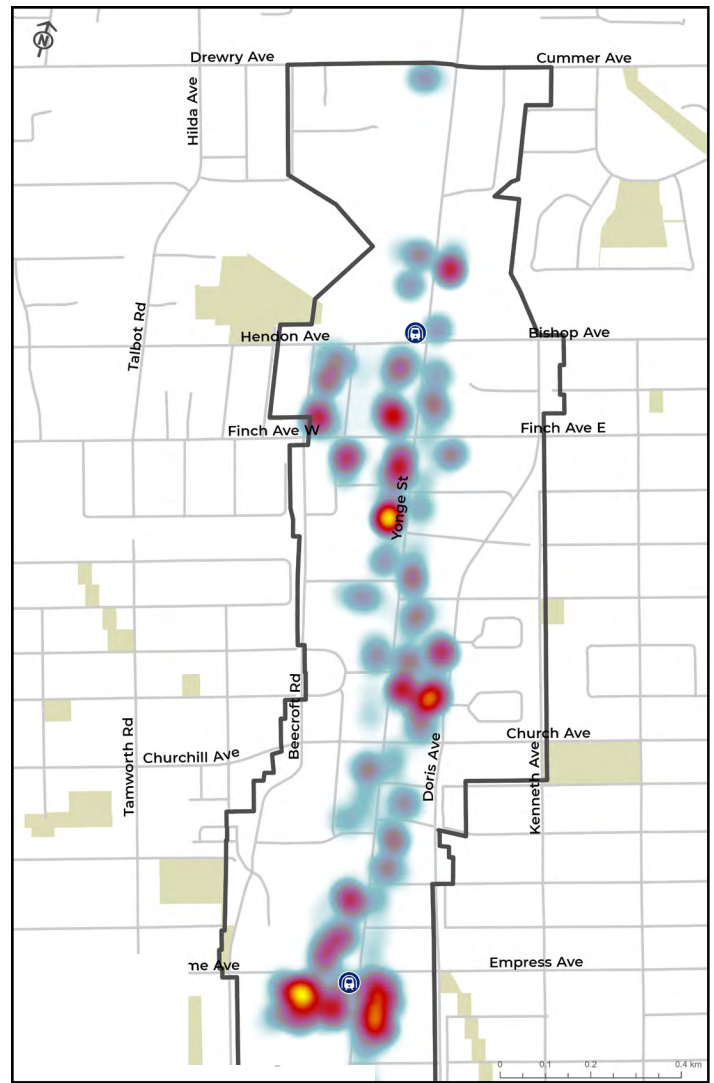 N
Drewry Ave
Cummer Ave
Hilda Ave
Talbot Rd
Hendon Ave
Bishop Ave
Finch Ave W
Finch Ave E
Yonge St
Beecroft Rd
Tamworth Rd
Churchill Ave
Doris Ave
Church Ave
Kenneth Ave
me Ave
Empress Ave
0 0.1 0.2 0.4 km